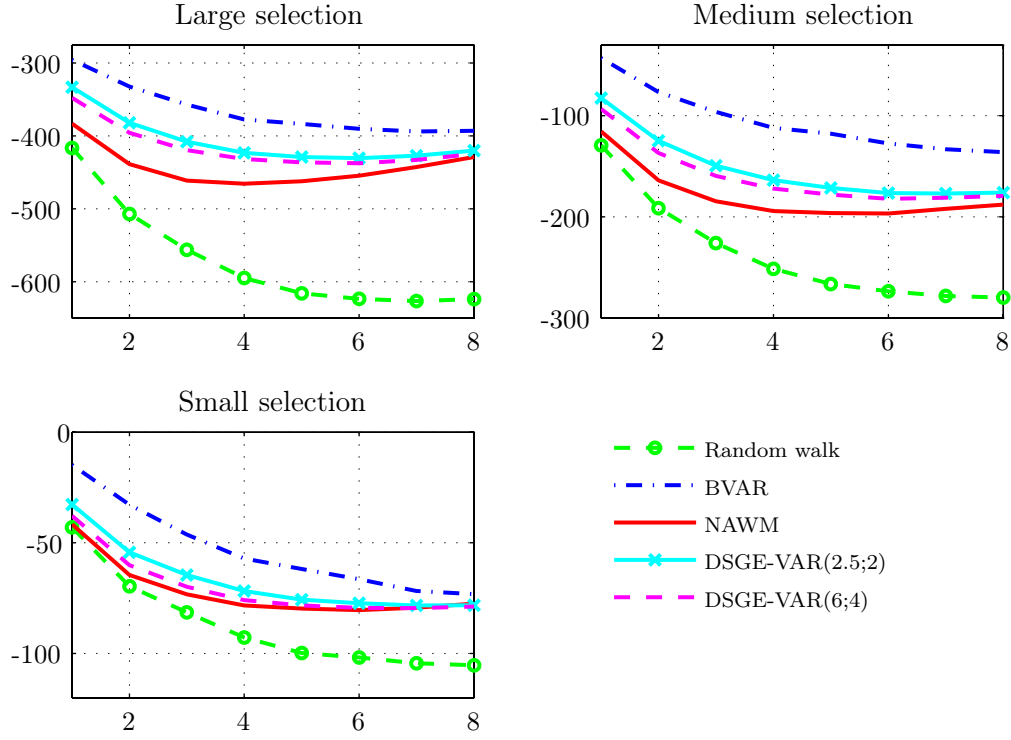 Large selection
-300
-400
-500
-600
2 4 6 8
Medium selection
-100
-200
-300
2 4 6 8
Small selection
0
-50
-100
2 4 6 8
Random walk
BVAR
NAWM
DSGE-VAR(2.5;2)
DSGE-VAR(6;4)